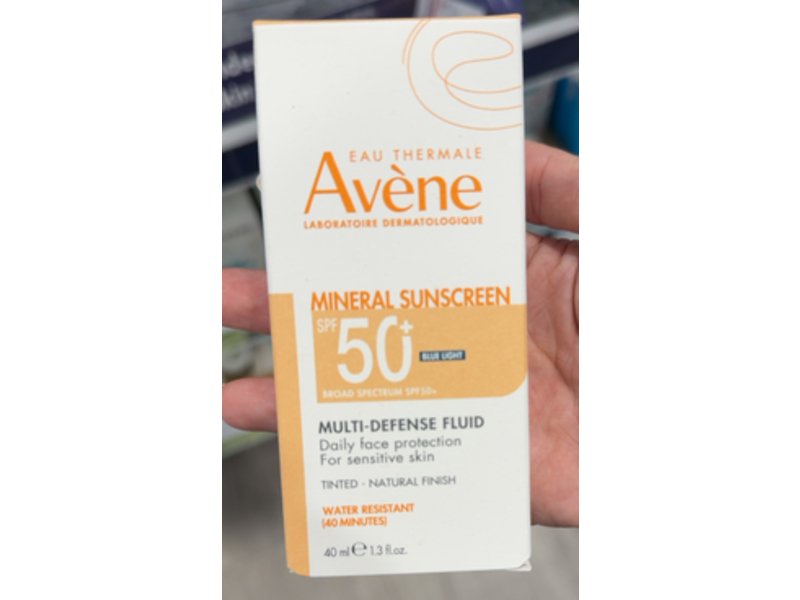 EAU THERMALE
Avène
LABORATOIRE DERMATOLOGIQUE
MINERAL SUNSCREEN
SPF 50+
BLUE LIGHT
BROAD SPECTRUM SPF50+
MULTI-DEFENSE FLUID
Daily face protection
For sensitive skin
TINTED - NATURAL FINISH
WATER RESISTANT
(40 MINUTES)
40 ml ℮ 1.3 fl.oz.